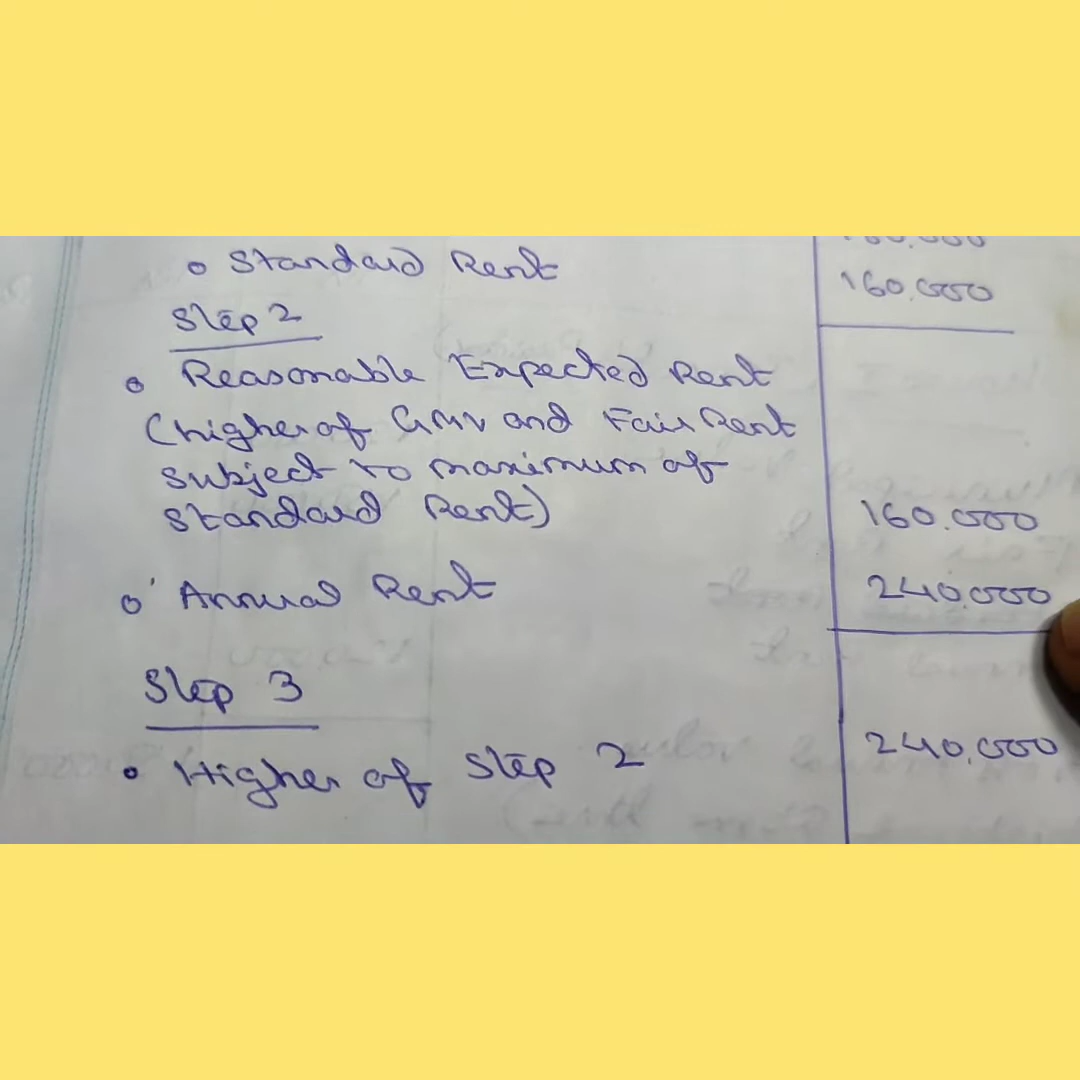 o Standard Rent 160.000
Step 2
o Reasonable Expected Rent
(higher of GMV and Fair Rent
subject to maximum of
standard Rent) 160.000
o Annual Rent 240.000
Step 3
• Higher of Step 2 240,000